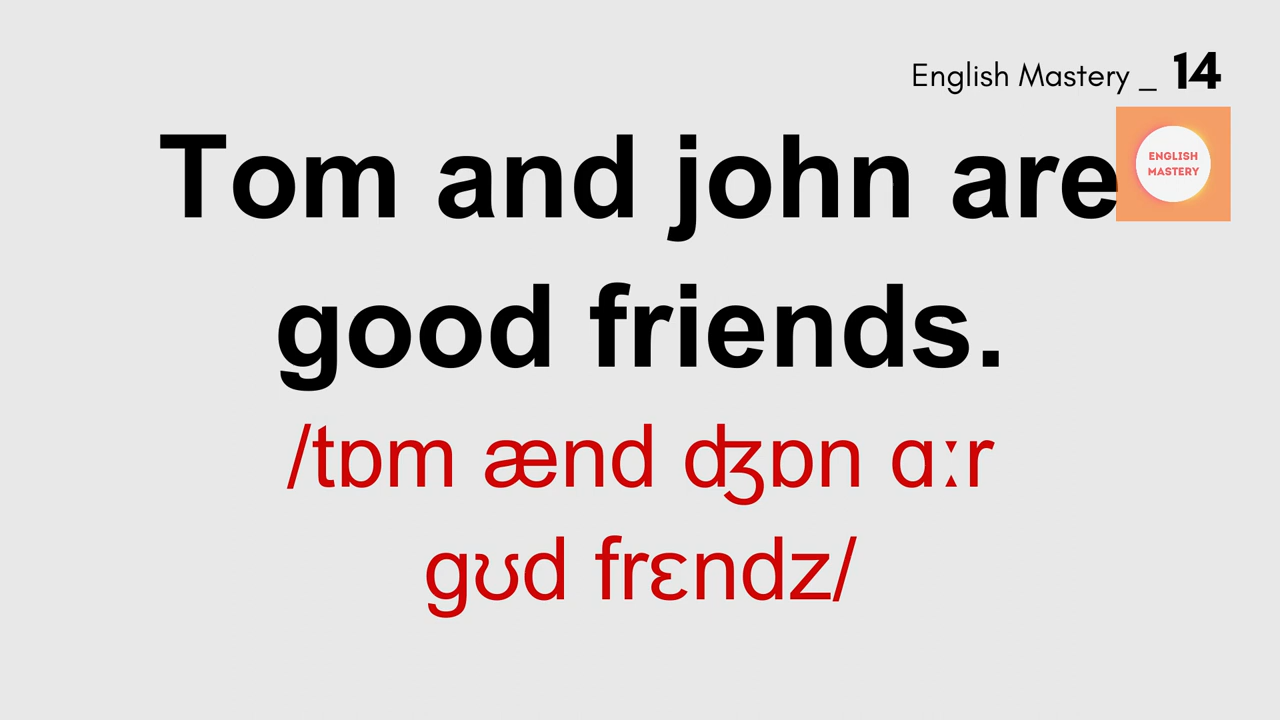 English Mastery _ 14
Tom and john are
ENGLISH
MASTERY
good friends.
/tɒm ænd ʤɒn ɑːr
gʊd frɛndz/